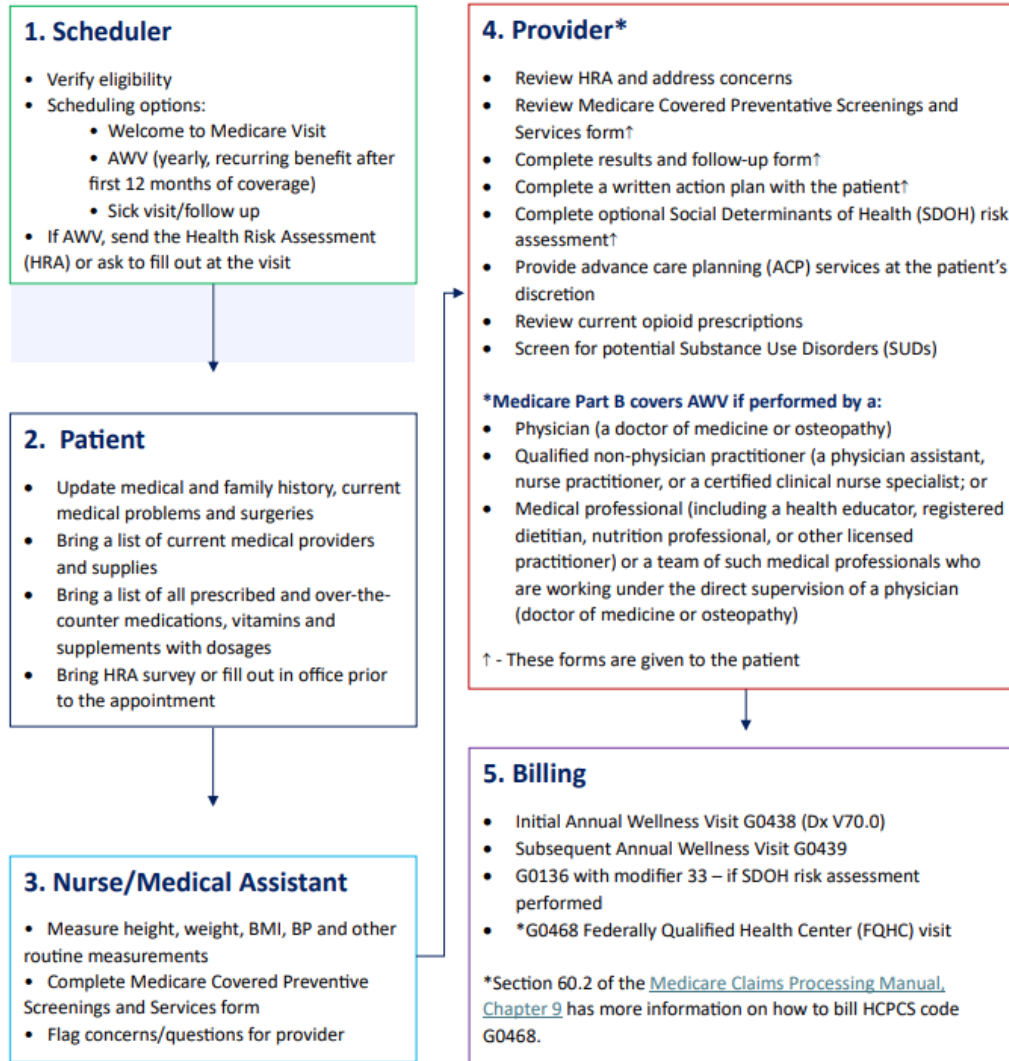 1. Scheduler
• Verify eligibility
• Scheduling options:
• Welcome to Medicare Visit
• AWV (yearly, recurring benefit after
first 12 months of coverage)
• Sick visit/follow up
• If AWV, send the Health Risk Assessment
(HRA) or ask to fill out at the visit
2. Patient
• Update medical and family history, current
medical problems and surgeries
• Bring a list of current medical providers
and supplies
• Bring a list of all prescribed and over-the-
counter medications, vitamins and
supplements with dosages
• Bring HRA survey or fill out in office prior
to the appointment
3. Nurse/Medical Assistant
• Measure height, weight, BMI, BP and other
routine measurements
• Complete Medicare Covered Preventive
Screenings and Services form
• Flag concerns/questions for provider
4. Provider*
• Review HRA and address concerns
• Review Medicare Covered Preventative Screenings and
Services form↑
• Complete results and follow-up form↑
• Complete a written action plan with the patient↑
• Complete optional Social Determinants of Health (SDOH) risk
assessment↑
• Provide advance care planning (ACP) services at the patient's
discretion
• Review current opioid prescriptions
• Screen for potential Substance Use Disorders (SUDs)
*Medicare Part B covers AWV if performed by a:
• Physician (a doctor of medicine or osteopathy)
• Qualified non-physician practitioner (a physician assistant,
nurse practitioner, or a certified clinical nurse specialist; or
• Medical professional (including a health educator, registered
dietitian, nutrition professional, or other licensed
practitioner) or a team of such medical professionals who
are working under the direct supervision of a physician
(doctor of medicine or osteopathy)
↑ - These forms are given to the patient
5. Billing
• Initial Annual Wellness Visit G0438 (Dx V70.0)
• Subsequent Annual Wellness Visit G0439
• G0136 with modifier 33 – if SDOH risk assessment
performed
• *G0468 Federally Qualified Health Center (FQHC) visit
*Section 60.2 of the Medicare Claims Processing Manual,
Chapter 9 has more information on how to bill HCPCS code
G0468.